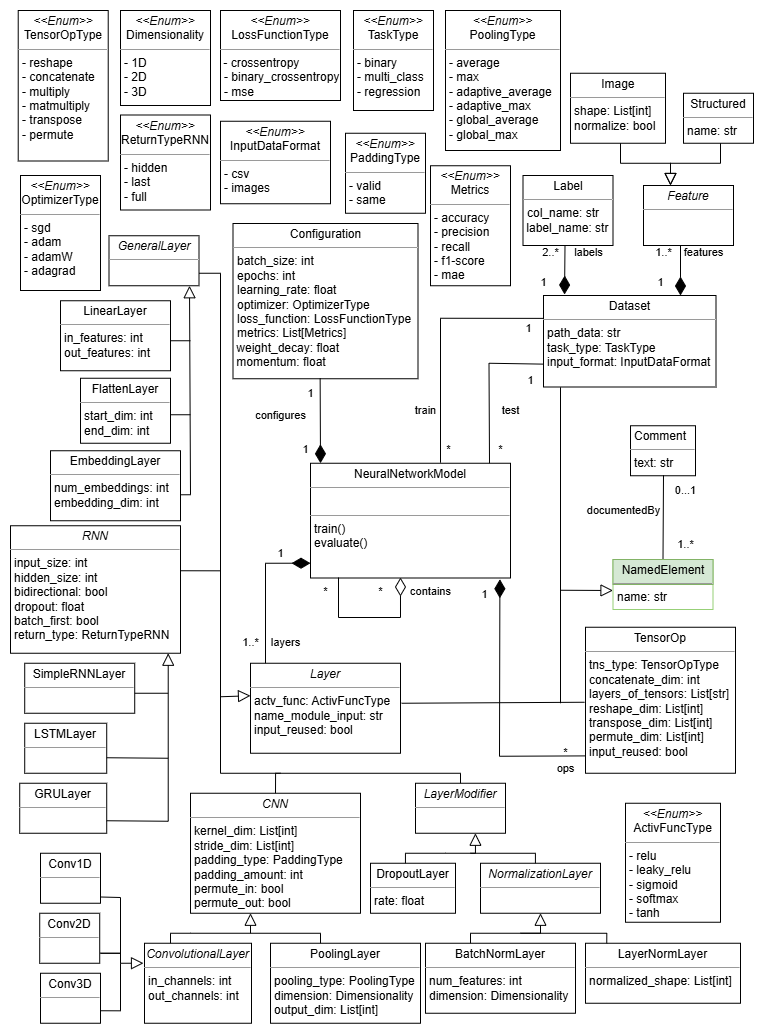 <<Enum>>
TensorOpType
- reshape
- concatenate
- multiply
- matmultiply
- transpose
- permute
<<Enum>>
Dimensionality
- 1D
- 2D
- 3D
<<Enum>>
LossFunctionType
- crossentropy
- binary_crossentropy
- mse
<<Enum>>
TaskType
- binary
- multi_class
- regression
<<Enum>>
PoolingType
- average
- max
- adaptive_average
- adaptive_max
- global_average
- global_max
Image
shape: List[int]
normalize: bool
Structured
name: str
<<Enum>>
ReturnTypeRNN
- hidden
- last
- full
<<Enum>>
InputDataFormat
- csv
- images
<<Enum>>
PaddingType
- valid
- same
<<Enum>>
Metrics
- accuracy
- precision
- recall
- f1-score
- mae
<<Enum>>
OptimizerType
- sgd
- adam
- adamW
- adagrad
Label
col_name: str
label_name: str
Feature
2..* labels
1..* features
1
1
GeneralLayer
Configuration
batch_size: int
epochs: int
learning_rate: float
optimizer: OptimizerType
loss_function: LossFunctionType
metrics: List[Metrics]
weight_decay: float
momentum: float
Dataset
path_data: str
task_type: TaskType
input_format: InputDataFormat
1
1
LinearLayer
in_features: int
out_features: int
FlattenLayer
start_dim: int
end_dim: int
EmbeddingLayer
num_embeddings: int
embedding_dim: int
1
configures
1
train
*
test
*
Comment
text: str
0...1
documentedBy
1..*
NeuralNetworkModel
train()
evaluate()
RNN
input_size: int
hidden_size: int
bidirectional: bool
dropout: float
batch_first: bool
return_type: ReturnTypeRNN
1
*
*
contains
1
NamedElement
name: str
1..* layers
SimpleRNNLayer
LSTMLayer
GRULayer
Layer
actv_func: ActivFuncType
name_module_input: str
input_reused: bool
TensorOp
tns_type: TensorOpType
concatenate_dim: int
layers_of_tensors: List[str]
reshape_dim: List[int]
transpose_dim: List[int]
permute_dim: List[int]
input_reused: bool
*
ops
CNN
kernel_dim: List[int]
stride_dim: List[int]
padding_type: PaddingType
padding_amount: int
permute_in: bool
permute_out: bool
LayerModifier
<<Enum>>
ActivFuncType
- relu
- leaky_relu
- sigmoid
- softmax
- tanh
DropoutLayer
rate: float
NormalizationLayer
Conv1D
Conv2D
Conv3D
ConvolutionalLayer
in_channels: int
out_channels: int
PoolingLayer
pooling_type: PoolingType
dimension: Dimensionality
output_dim: List[int]
BatchNormLayer
num_features: int
dimension: Dimensionality
LayerNormLayer
normalized_shape: List[int]